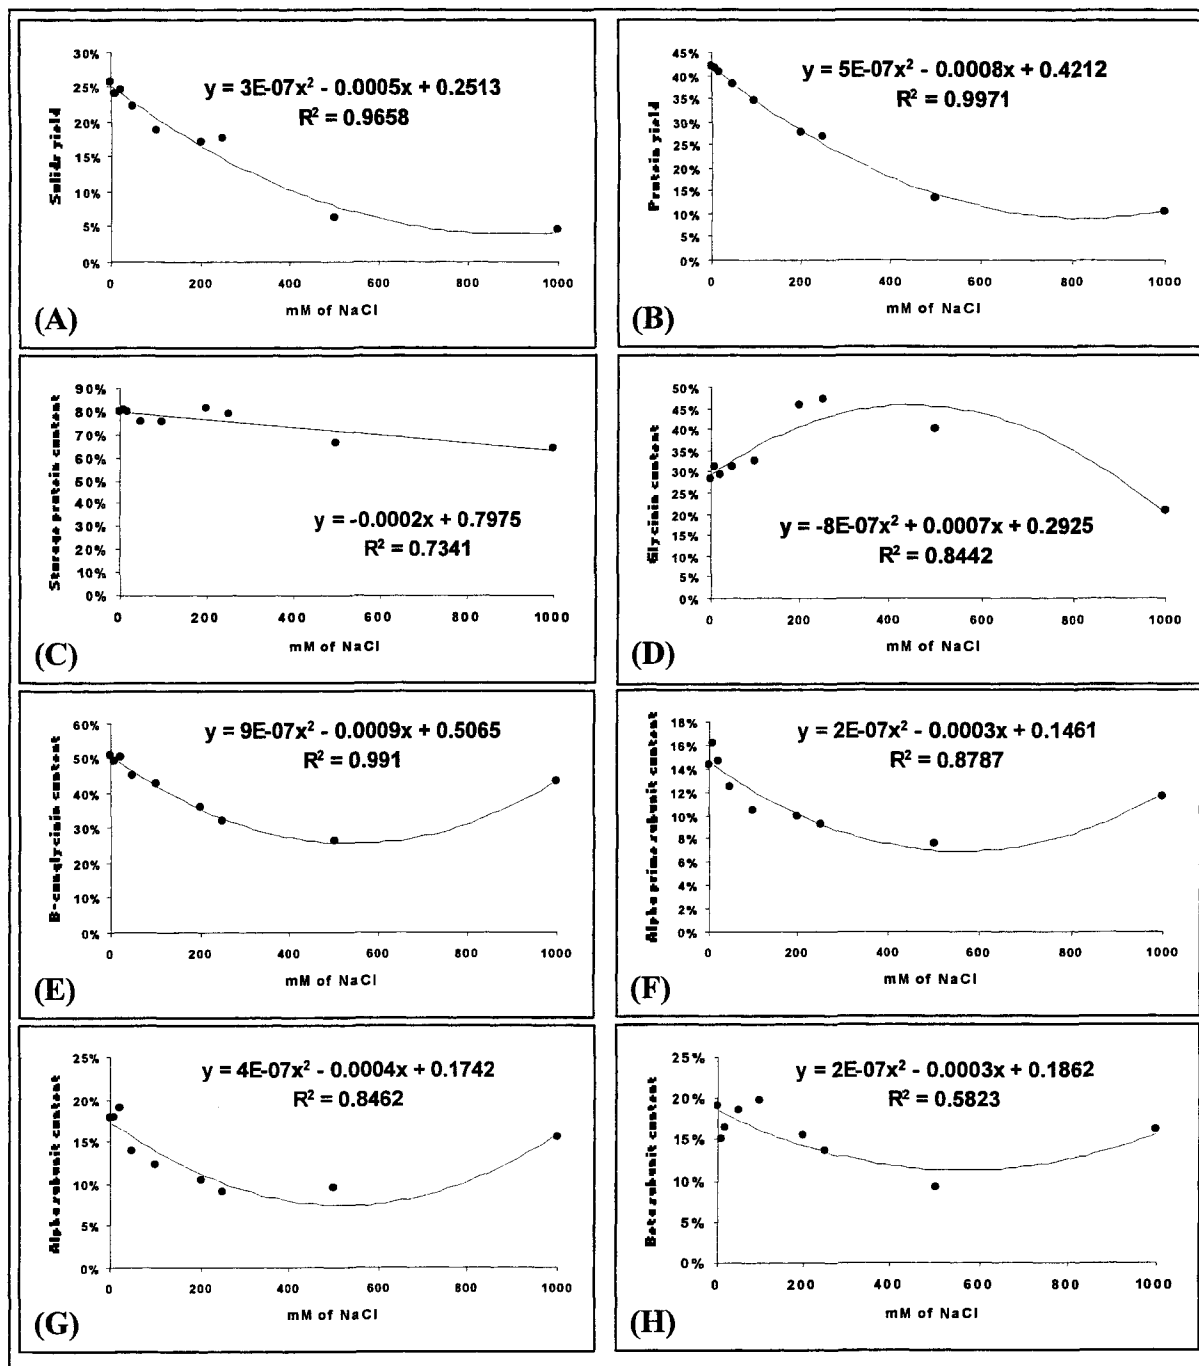 30%
25%
20%
15%
10%
5%
0%
Solids yield
y = 3E-07x² - 0.0005x + 0.2513
R² = 0.9658
0 200 400 600 800 1000
mM of NaCl
(A)
45%
40%
35%
30%
25%
20%
15%
10%
5%
0%
Protein yield
y = 5E-07x² - 0.0008x + 0.4212
R² = 0.9971
0 200 400 600 800 1000
mM of NaCl
(B)
90%
80%
70%
60%
50%
40%
30%
20%
10%
0%
Storage protein content
y = -0.0002x + 0.7975
R² = 0.7341
0 200 400 600 800 1000
mM of NaCl
(C)
50%
45%
40%
35%
30%
25%
20%
15%
10%
5%
0%
Glycinin content
y = -8E-07x² + 0.0007x + 0.2925
R² = 0.8442
0 200 400 600 800 1000
mM of NaCl
(D)
60%
50%
40%
30%
20%
10%
0%
B-conglycinin content
y = 9E-07x² - 0.0009x + 0.5065
R² = 0.991
0 200 400 600 800 1000
mM of NaCl
(E)
18%
16%
14%
12%
10%
8%
6%
4%
2%
0%
Alpha prime subunit content
y = 2E-07x² - 0.0003x + 0.1461
R² = 0.8787
0 200 400 600 800 1000
mM of NaCl
(F)
25%
20%
15%
10%
5%
0%
Alpha subunit content
y = 4E-07x² - 0.0004x + 0.1742
R² = 0.8462
0 200 400 600 800 1000
mM of NaCl
(G)
25%
20%
15%
10%
5%
0%
Beta subunit content
y = 2E-07x² - 0.0003x + 0.1862
R² = 0.5823
0 200 400 600 800 1000
mM of NaCl
(H)